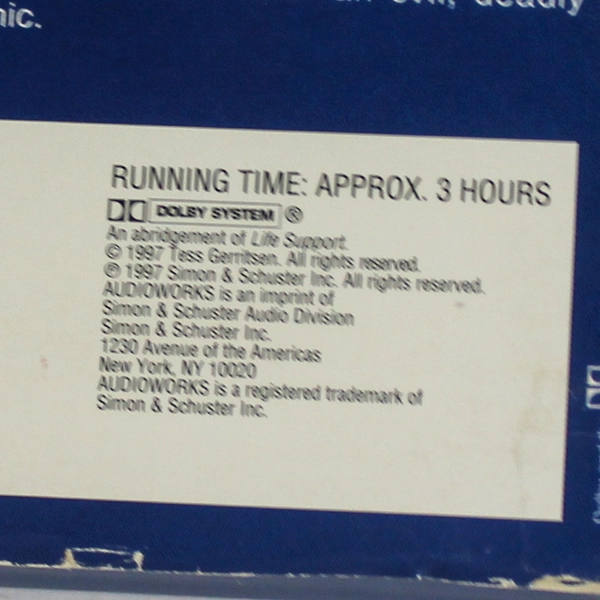 evil, deadly
RUNNING TIME: APPROX. 3 HOURS
DOLBY SYSTEM ®
An abridgement of Life Support.
© 1997 Tess Gerritsen. All rights reserved.
℗ 1997 Simon & Schuster Inc. All rights reserved.
AUDIOWORKS is an imprint of
Simon & Schuster Audio Division
Simon & Schuster Inc.
1230 Avenue of the Americas
New York, NY 10020
AUDIOWORKS is a registered trademark of
Simon & Schuster Inc.